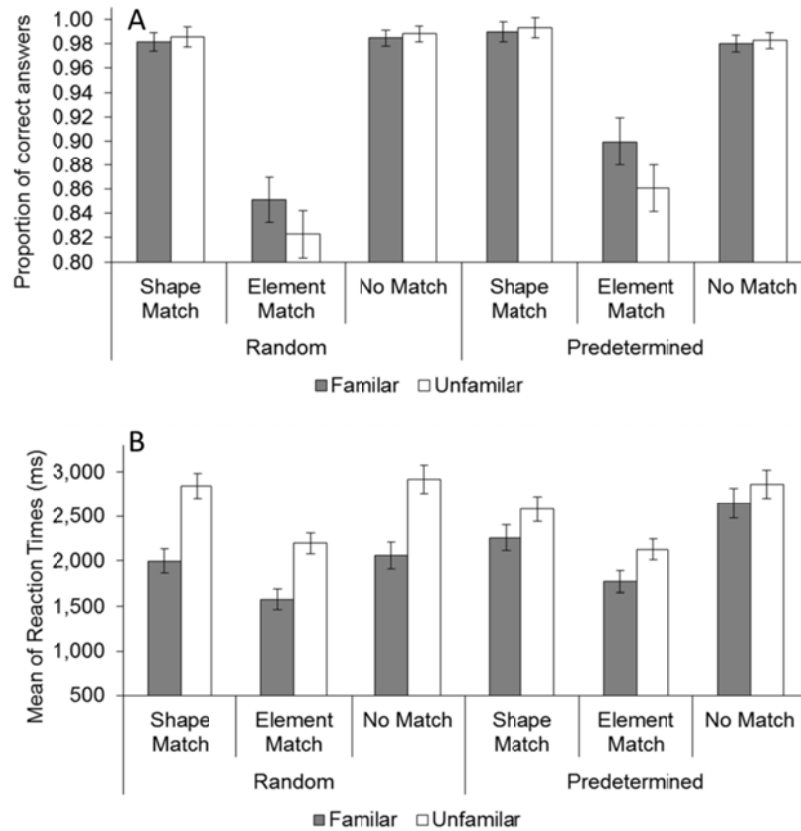 A
Proportion of correct answers
1.00
0.98
0.96
0.94
0.92
0.90
0.88
0.86
0.84
0.82
0.80
Shape Match
Element Match
No Match
Shape Match
Element Match
No Match
Random
Predetermined
Familar
Unfamilar
B
Mean of Reaction Times (ms)
3,000
2,500
2,000
1,500
1,000
500
Shape Match
Element Match
No Match
Shape Match
Element Match
No Match
Random
Predetermined
Familar
Unfamilar